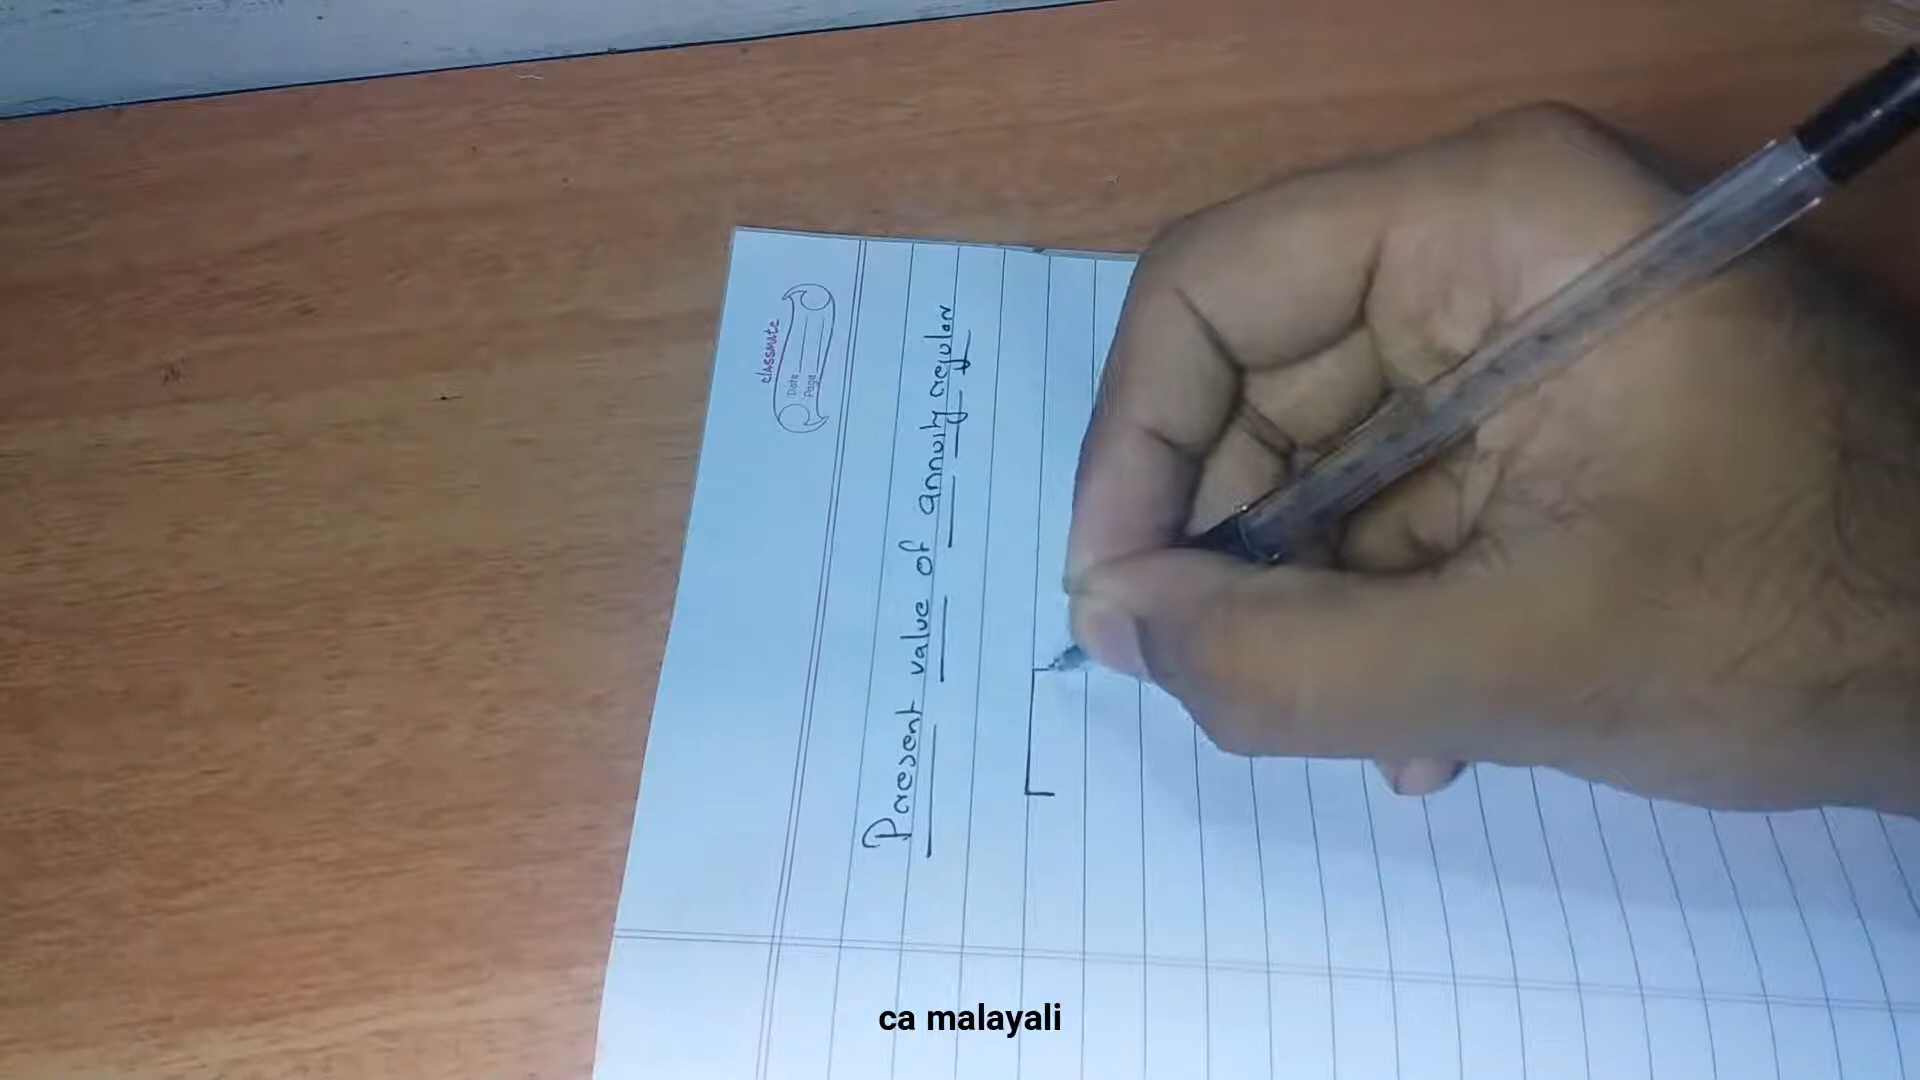 classmate
Date
Page
Present value of annuity regular
ca malayali